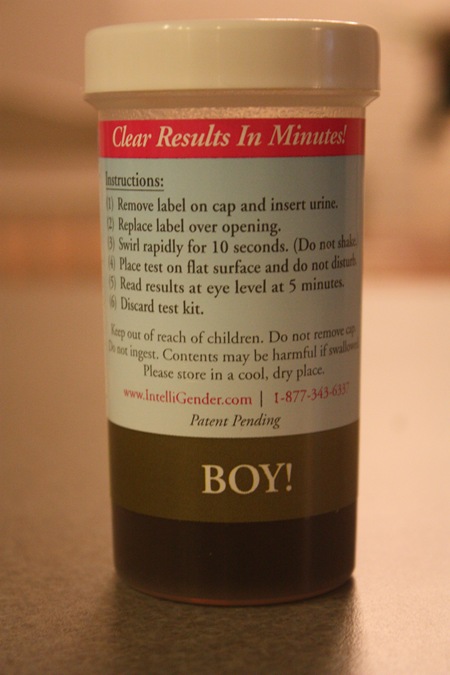 Clear Results In Minutes!
Instructions:
(1) Remove label on cap and insert urine.
(2) Replace label over opening.
(3) Swirl rapidly for 10 seconds. (Do not shake
(4) Place test on flat surface and do not disturb.
(5) Read results at eye level at 5 minutes.
(6) Discard test kit.
Keep out of reach of children. Do not remove cap.
Do not ingest. Contents may be harmful if swallowed
Please store in a cool, dry place.
www.IntelliGender.com | 1-877-343-6337
Patent Pending
BOY!